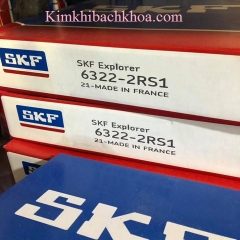 Kimkhibachkhoa.com
SKF
SKF Explorer
6322-2RS1
21-MADE IN FRANCE
SKF
SKF Explorer
6322-2RS1
21-MADE IN FRANCE
SKF
SKF